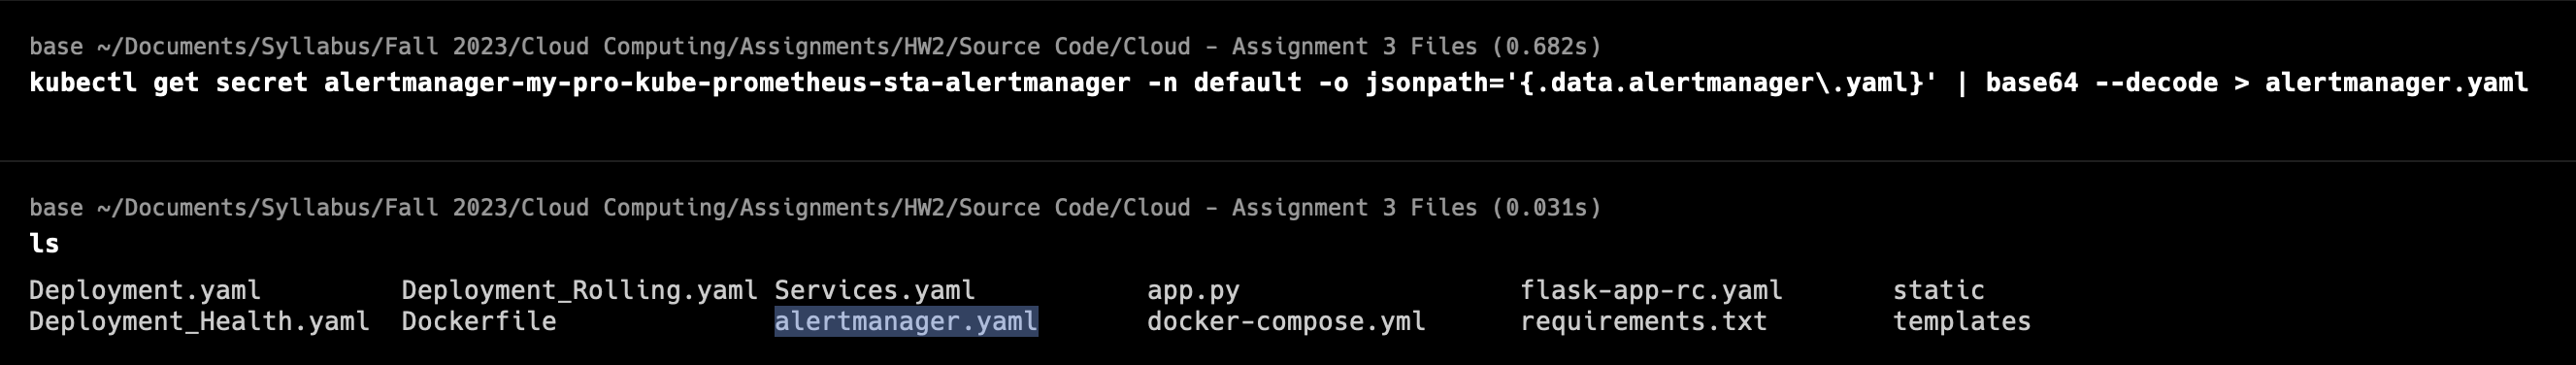 base ~/Documents/Syllabus/Fall 2023/Cloud Computing/Assignments/HW2/Source Code/Cloud - Assignment 3 Files (0.682s)
kubectl get secret alertmanager-my-pro-kube-prometheus-sta-alertmanager -n default -o jsonpath='{.data.alertmanager\.yaml}' | base64 --decode > alertmanager.yaml
base ~/Documents/Syllabus/Fall 2023/Cloud Computing/Assignments/HW2/Source Code/Cloud - Assignment 3 Files (0.031s)
ls
Deployment.yaml Deployment_Rolling.yaml Services.yaml app.py flask-app-rc.yaml static
Deployment_Health.yaml Dockerfile alertmanager.yaml docker-compose.yml requirements.txt templates